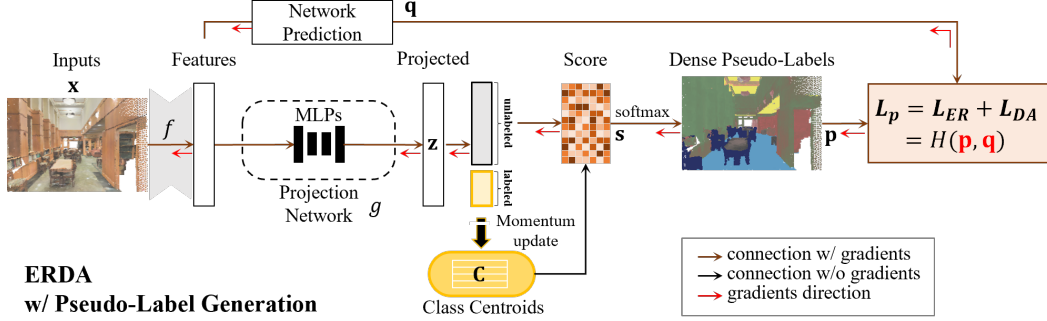 Network
Prediction
q
Inputs
x
Features
Projected
Score
Dense Pseudo-Labels
f
MLPs
z
unlabeled
labeled
softmax
s
p
L_p = L_ER + L_DA
= H(p, q)
Projection
Network
g
Momentum
update
C
Class Centroids
ERDA
w/ Pseudo-Label Generation
connection w/ gradients
connection w/o gradients
gradients direction